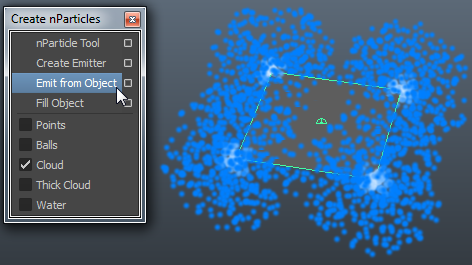 Create nParticles
nParticle Tool
Create Emitter
Emit from Object
Fill Object
Points
Balls
Cloud
Thick Cloud
Water